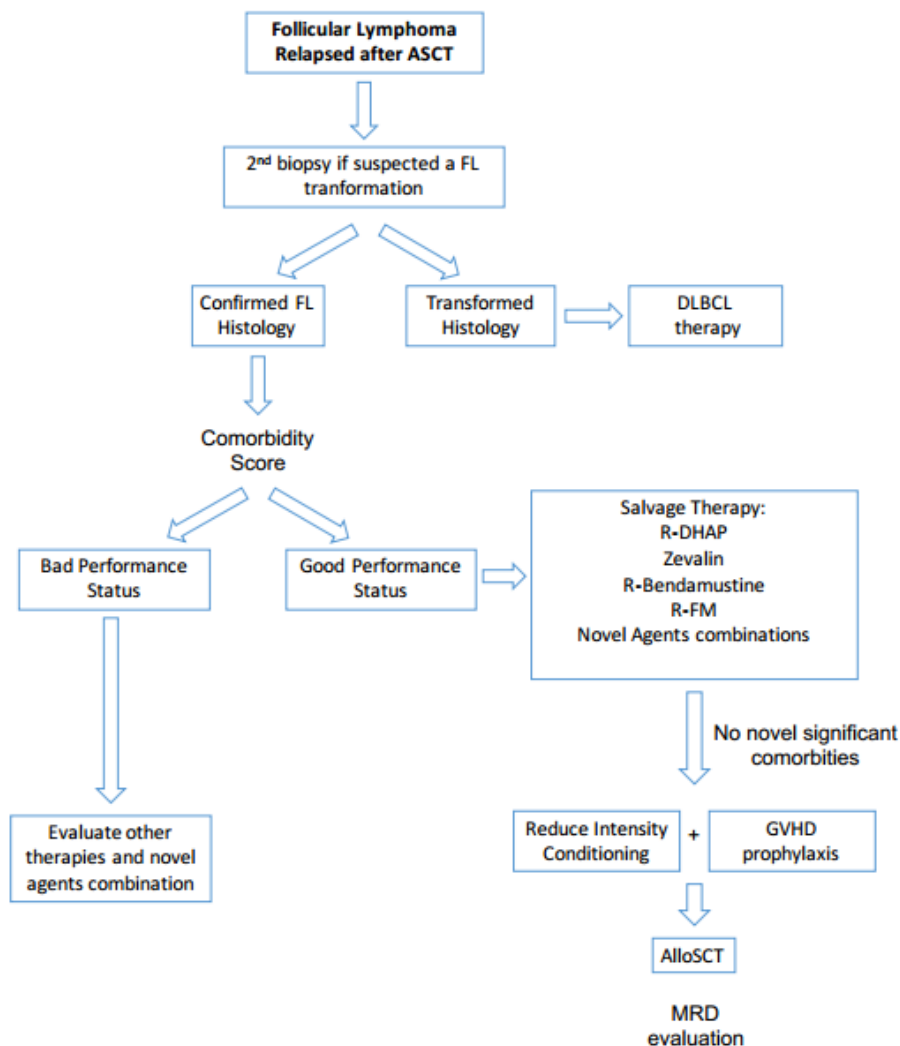 Follicular Lymphoma
Relapsed after ASCT
2nd biopsy if suspected a FL
tranformation
Confirmed FL
Histology
Transformed
Histology
DLBCL
therapy
Comorbidity
Score
Bad Performance
Status
Good Performance
Status
Salvage Therapy:
R-DHAP
Zevalin
R-Bendamustine
R-FM
Novel Agents combinations
No novel significant
comorbities
Evaluate other
therapies and novel
agents combination
Reduce Intensity
Conditioning
+
GVHD
prophylaxis
AlloSCT
MRD
evaluation